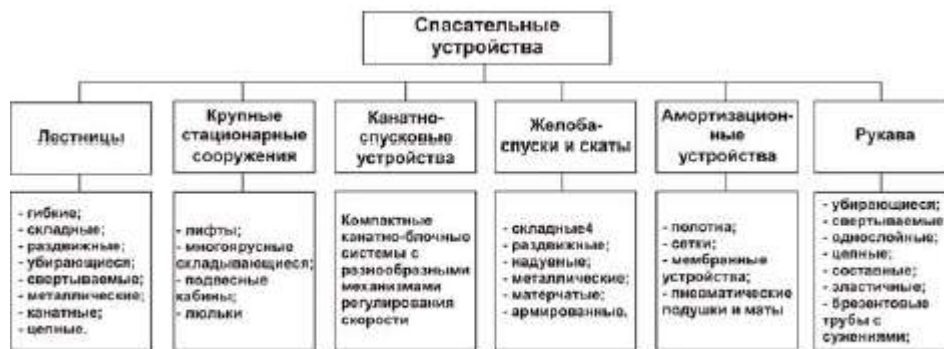 Спасательные
устройства
Лестницы
Крупные
стационарные
сооружения
Канатно-
спусковые
устройства
Желоба-
спуски и скаты
Амортизацион-
ные
устройства
Рукава
- гибкие;
- складные;
- раздвижные;
- убирающиеся;
- свертываемые;
- металлические;
- канатные;
- цепные.
- лифты;
- многоярусные
складывающиеся;
- подвесные
кабины;
- люльки
Компактные
канатно-блочные
системы с
разнообразными
механизмами
регулирования
скорости
- складные4
- раздвижные;
- надувные;
- металлические;
- матерчатые;
- армированные.
- полотна;
- сетки;
- мембранные
устройства;
- пневматические
подушки и маты
- убирающиеся;
- свертываемые
- однослойные;
- цепные;
- составные;
- эластичные;
- брезентовые
трубы с
сужениями;